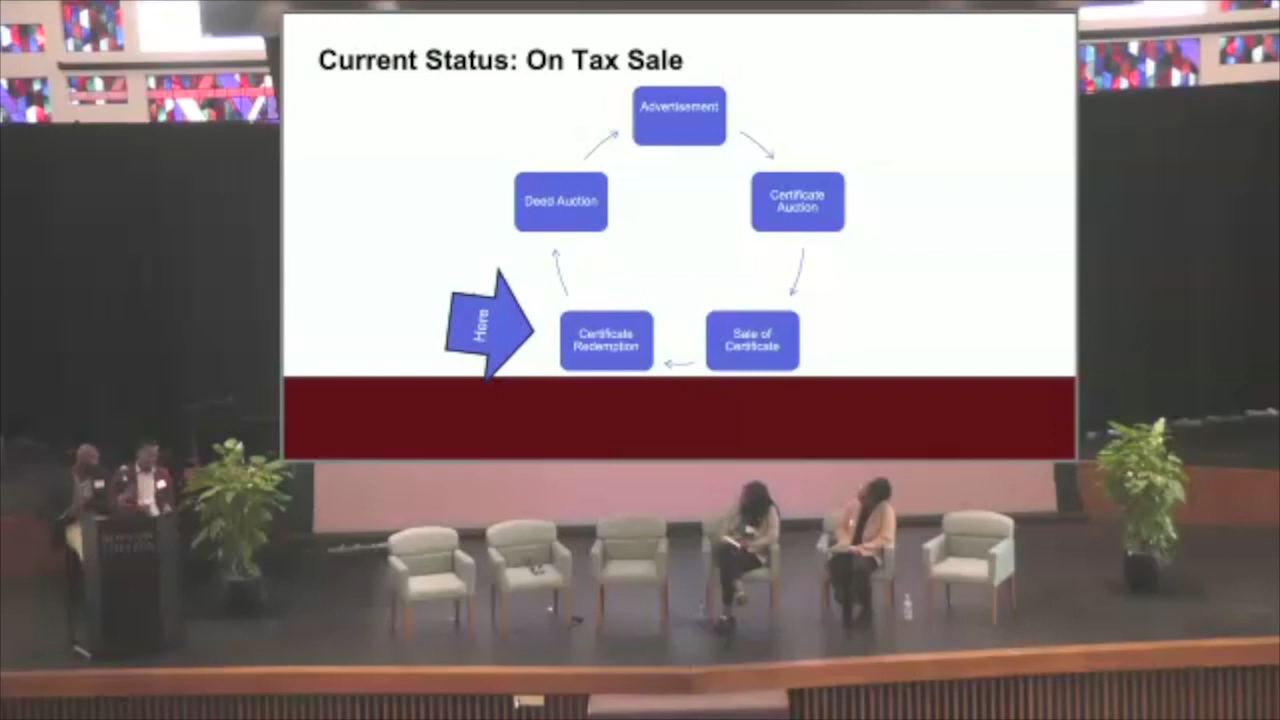 Current Status: On Tax Sale
Advertisement
Deed Auction
Certificate
Auction
Here
Certificate
Redemption
Sale of
Certificate